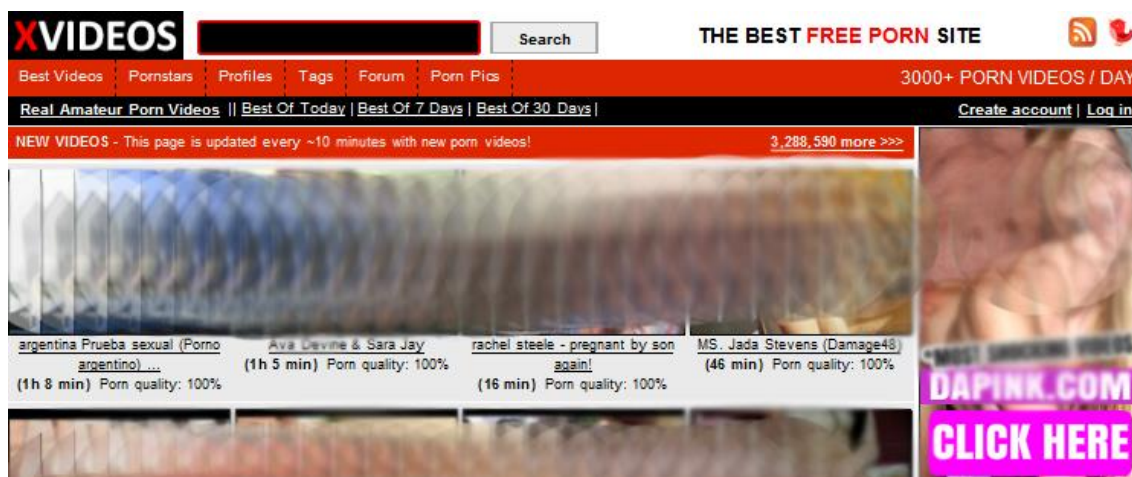 XVIDEOS
Search
THE BEST FREE PORN SITE
Best Videos Pornstars Profiles Tags Forum Porn Pics
3000+ PORN VIDEOS / DAY
Real Amateur Porn Videos || Best Of Today | Best Of 7 Days | Best Of 30 Days |
Create account | Log in
NEW VIDEOS - This page is updated every ~10 minutes with new porn videos!
3,288,590 more >>>
argentina Prueba sexual (Porno
argentino) ...
(1h 8 min) Porn quality: 100%
Ava Devine & Sara Jay
(1h 5 min) Porn quality: 100%
rachel steele - pregnant by son
again!
(16 min) Porn quality: 100%
MS. Jada Stevens (Damage48)
(46 min) Porn quality: 100%
*MOST SHOCKING VIDEOS
DAPINK.COM
CLICK HERE